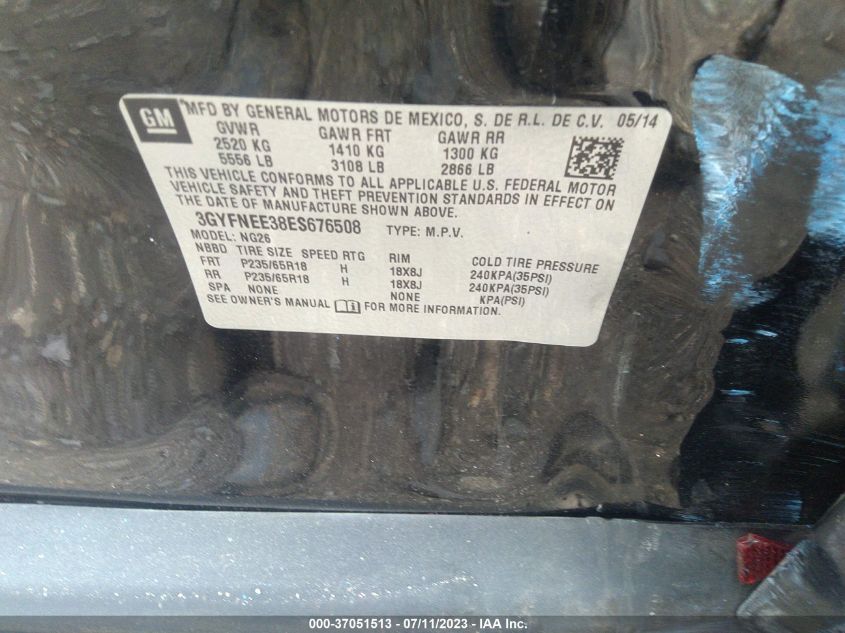 GM
MFD BY GENERAL MOTORS DE MEXICO, S. DE R.L. DE C.V. 05/14
GVWR GAWR FRT GAWR RR
2520 KG 1410 KG 1300 KG
5556 LB 3108 LB 2866 LB
THIS VEHICLE CONFORMS TO ALL APPLICABLE U.S. FEDERAL MOTOR
VEHICLE SAFETY AND THEFT PREVENTION STANDARDS IN EFFECT ON
THE DATE OF MANUFACTURE SHOWN ABOVE.
3GYFNEE38ES676508 TYPE: M.P.V.
MODEL: NG26
NBBD TIRE SIZE SPEED RTG RIM COLD TIRE PRESSURE
FRT P235/65R18 H 18X8J 240KPA(35PSI)
RR P235/65R18 H 18X8J 240KPA(35PSI)
SPA NONE NONE KPA(PSI)
SEE OWNER'S MANUAL FOR MORE INFORMATION.
000-37051513 - 07/11/2023 - IAA Inc.